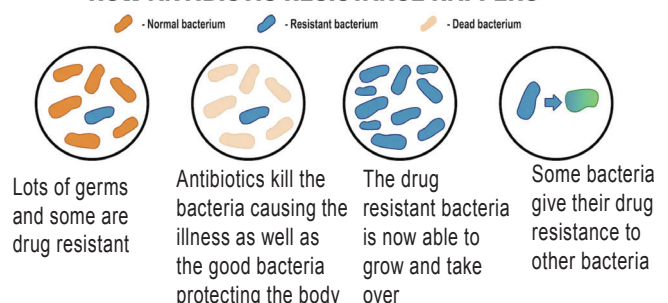 HOW ANTIBIOTIC RESISTANCE HAPPENS
- Normal bacterium - Resistant bacterium - Dead bacterium
Lots of germs
and some are
drug resistant
Antibiotics kill the
bacteria causing the
illness as well as
the good bacteria
protecting the body
The drug
resistant bacteria
is now able to
grow and take
over
Some bacteria
give their drug
resistance to
other bacteria